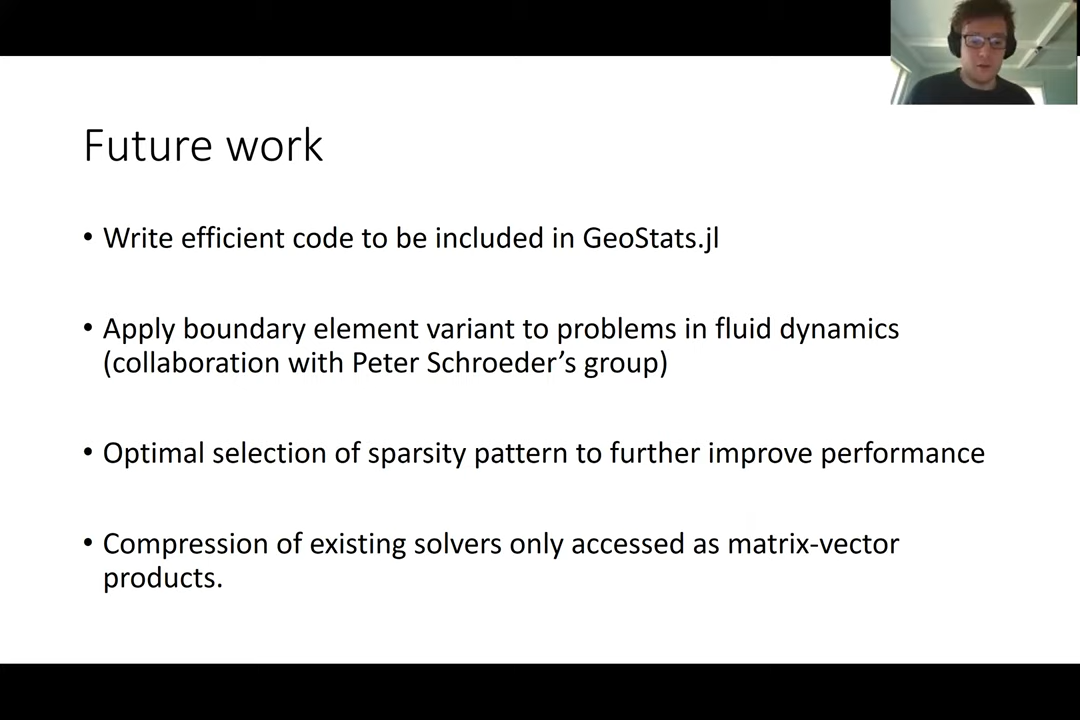 Future work
• Write efficient code to be included in GeoStats.jl
• Apply boundary element variant to problems in fluid dynamics
(collaboration with Peter Schroeder’s group)
• Optimal selection of sparsity pattern to further improve performance
• Compression of existing solvers only accessed as matrix-vector
products.